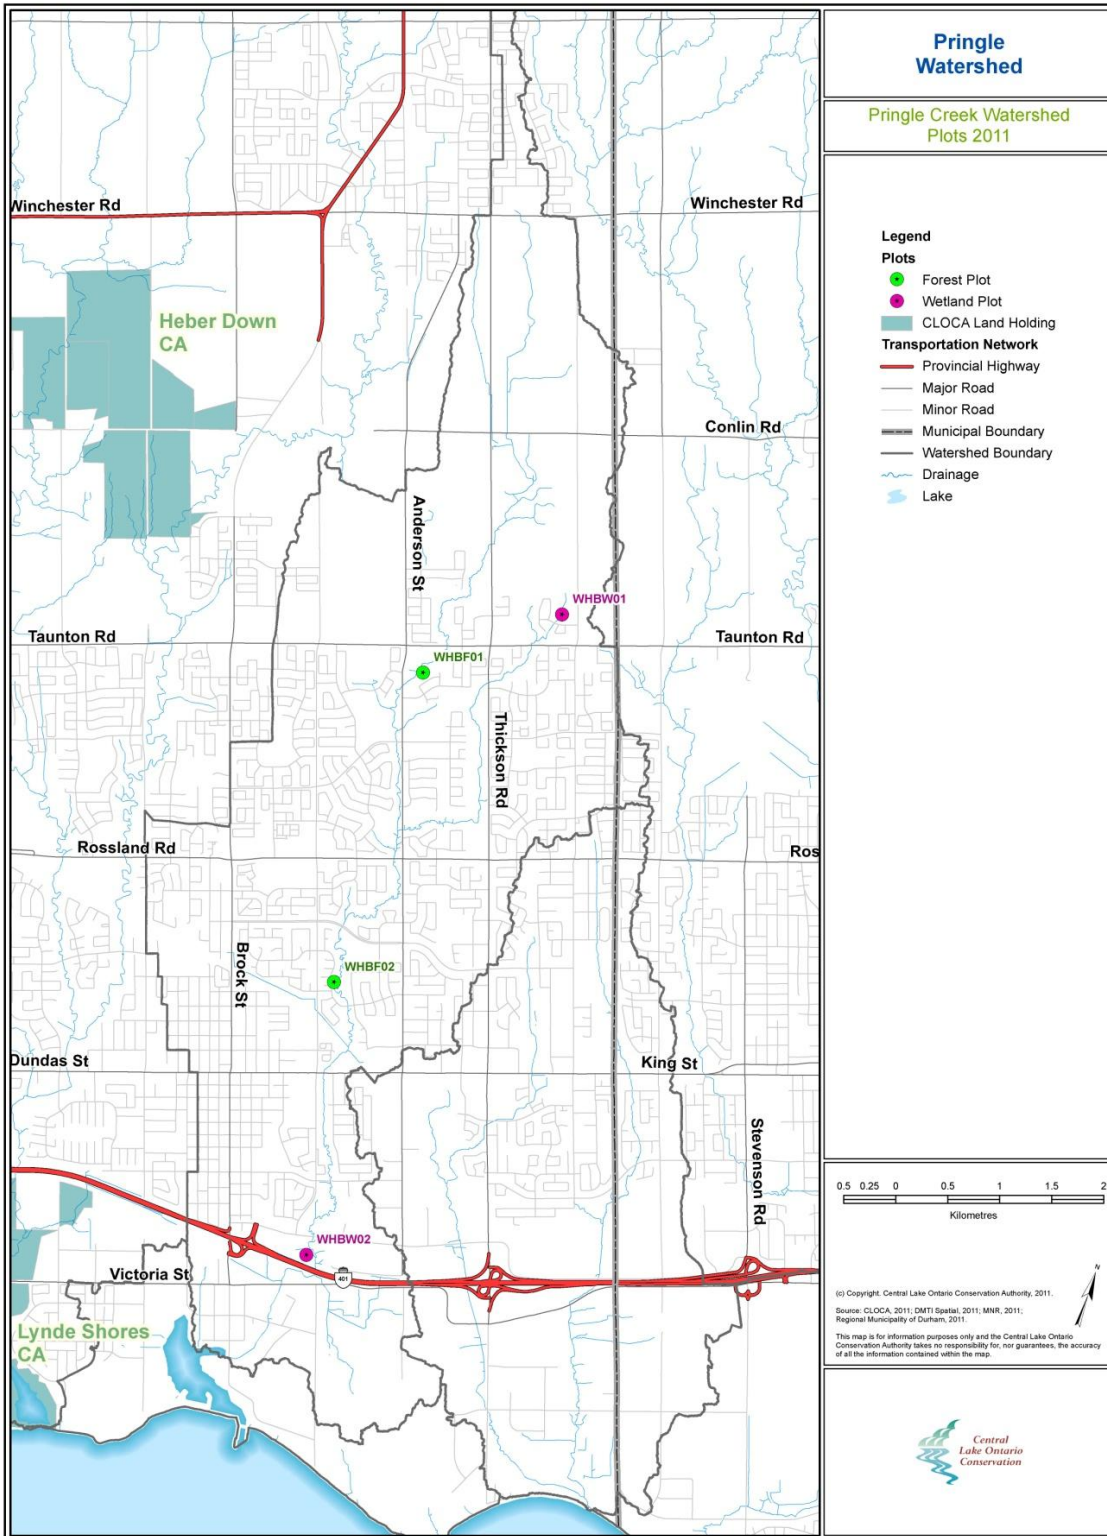 Pringle
Watershed
Pringle Creek Watershed
Plots 2011
Winchester Rd
Winchester Rd
Heber Down
CA
Conlin Rd
Anderson St
WHBW01
Taunton Rd
Taunton Rd
WHBF01
Thickson Rd
Rossland Rd
Ros
Brock St
WHBF02
Dundas St
King St
Stevenson Rd
WHBW02
Victoria St
401
Lynde Shores
CA
Legend
Plots
Forest Plot
Wetland Plot
CLOCA Land Holding
Transportation Network
Provincial Highway
Major Road
Minor Road
Municipal Boundary
Watershed Boundary
Drainage
Lake
0.5 0.25 0 0.5 1 1.5 2
Kilometres
N
(c) Copyright. Central Lake Ontario Conservation Authority, 2011.
Source: CLOCA, 2011; DMTI Spatial, 2011; MNR, 2011;
Regional Municipality of Durham, 2011.
This map is for information purposes only and the Central Lake Ontario
Conservation Authority takes no responsibility for, nor guarantees, the accuracy
of all the information contained within the map.
Central
Lake Ontario
Conservation